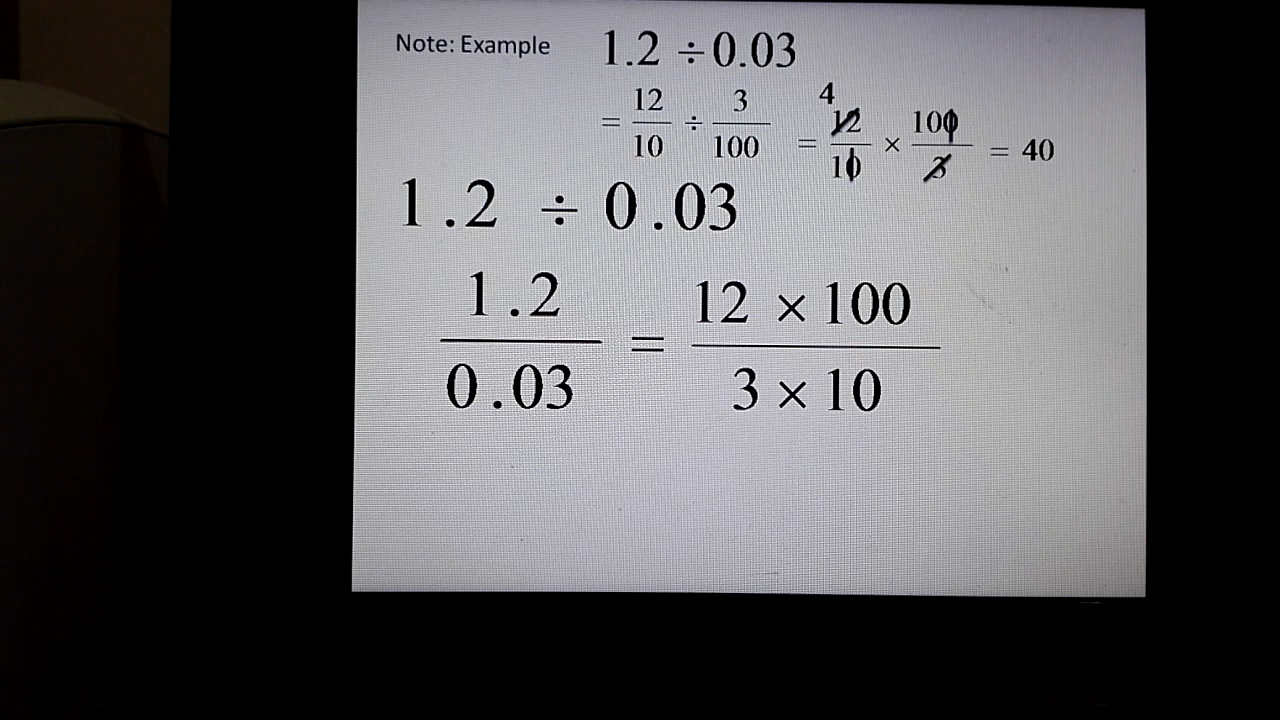 Note: Example 1.2 ÷ 0.03
= 12/10 ÷ 3/100 = 4 12/10 × 100/3 = 40
1.2 ÷ 0.03
1.2/0.03 = 12 × 100/3 × 10